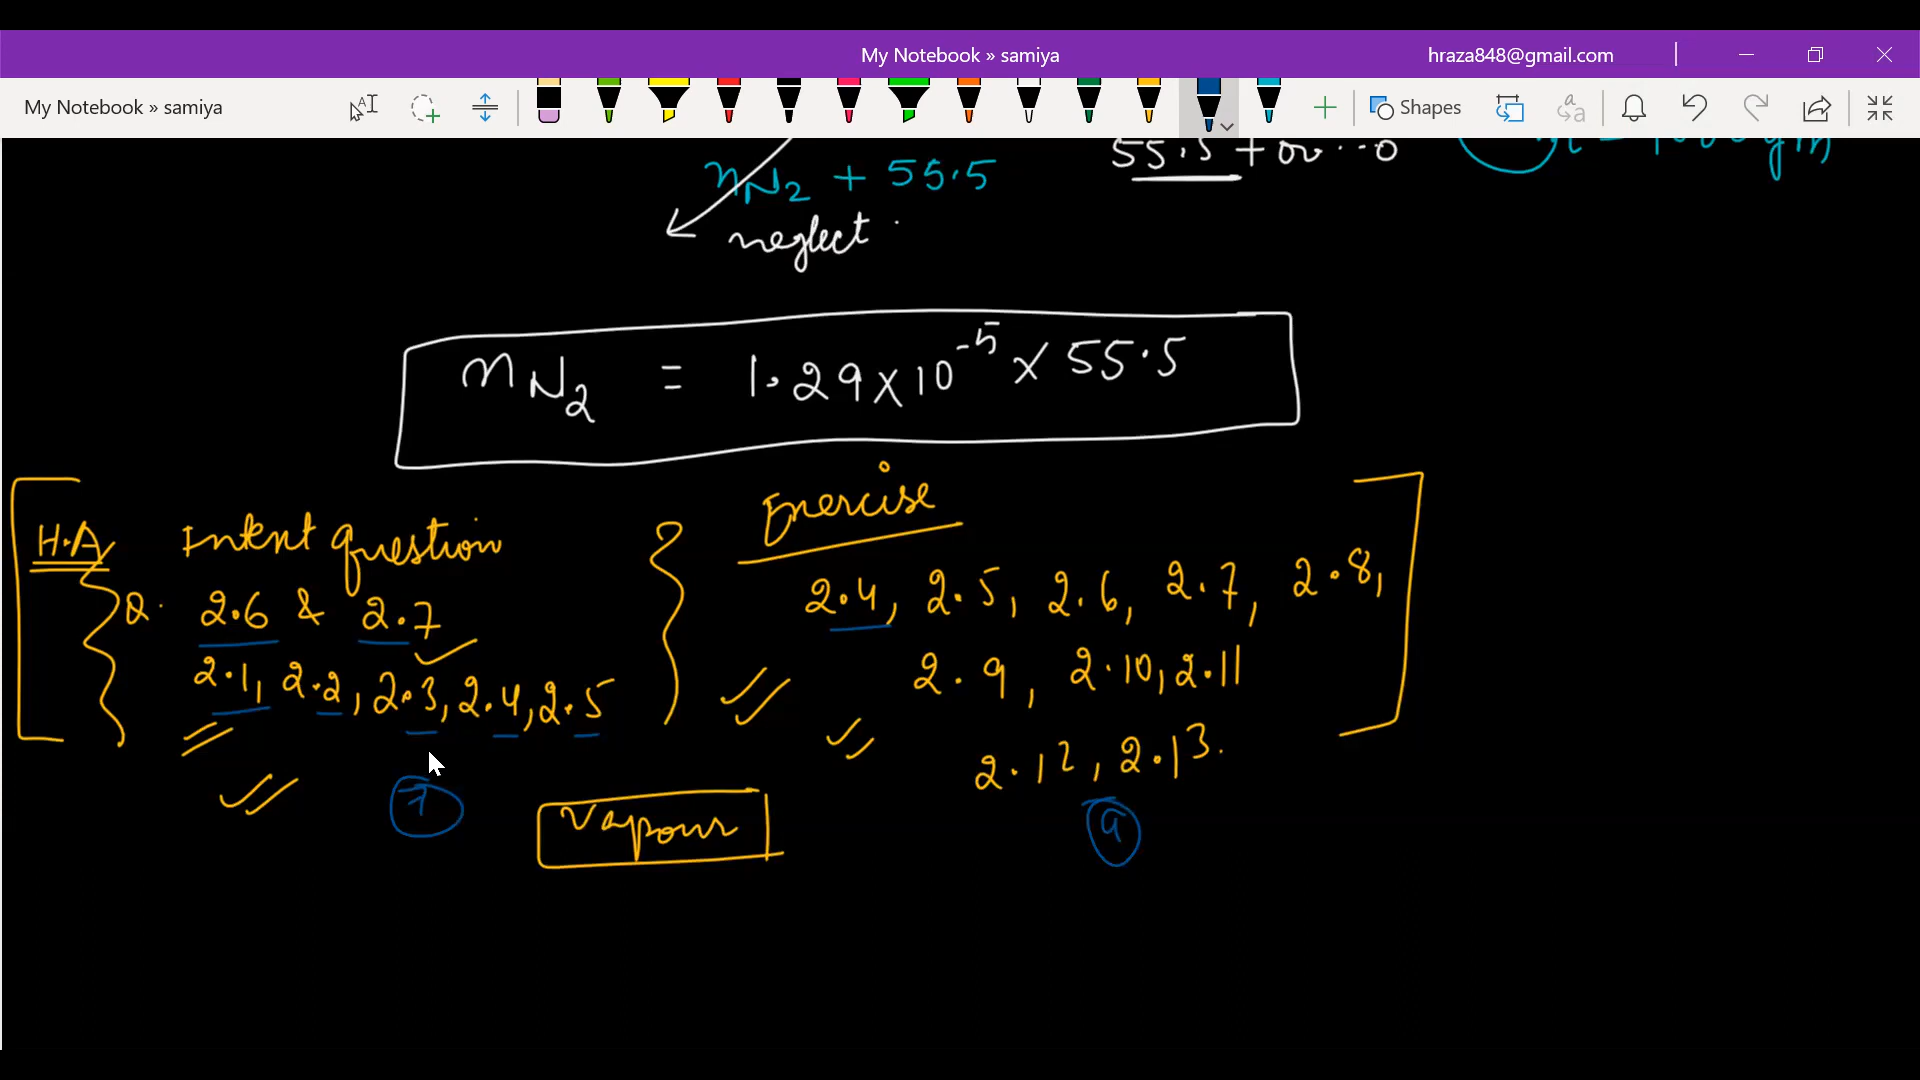 My Notebook » samiya
hraza848@gmail.com
My Notebook » samiya
Shapes
nN2 + 55.5
55.5 + 00...0
neglect
nN2 = 1.29 x 10^-5 x 55.5
H.A Intext question
Q. 2.6 & 2.7
2.1, 2.2, 2.3, 2.4, 2.5
7
Exercise
2.4, 2.5, 2.6, 2.7, 2.8,
2.9, 2.10, 2.11
2.12, 2.13.
9
Vapour